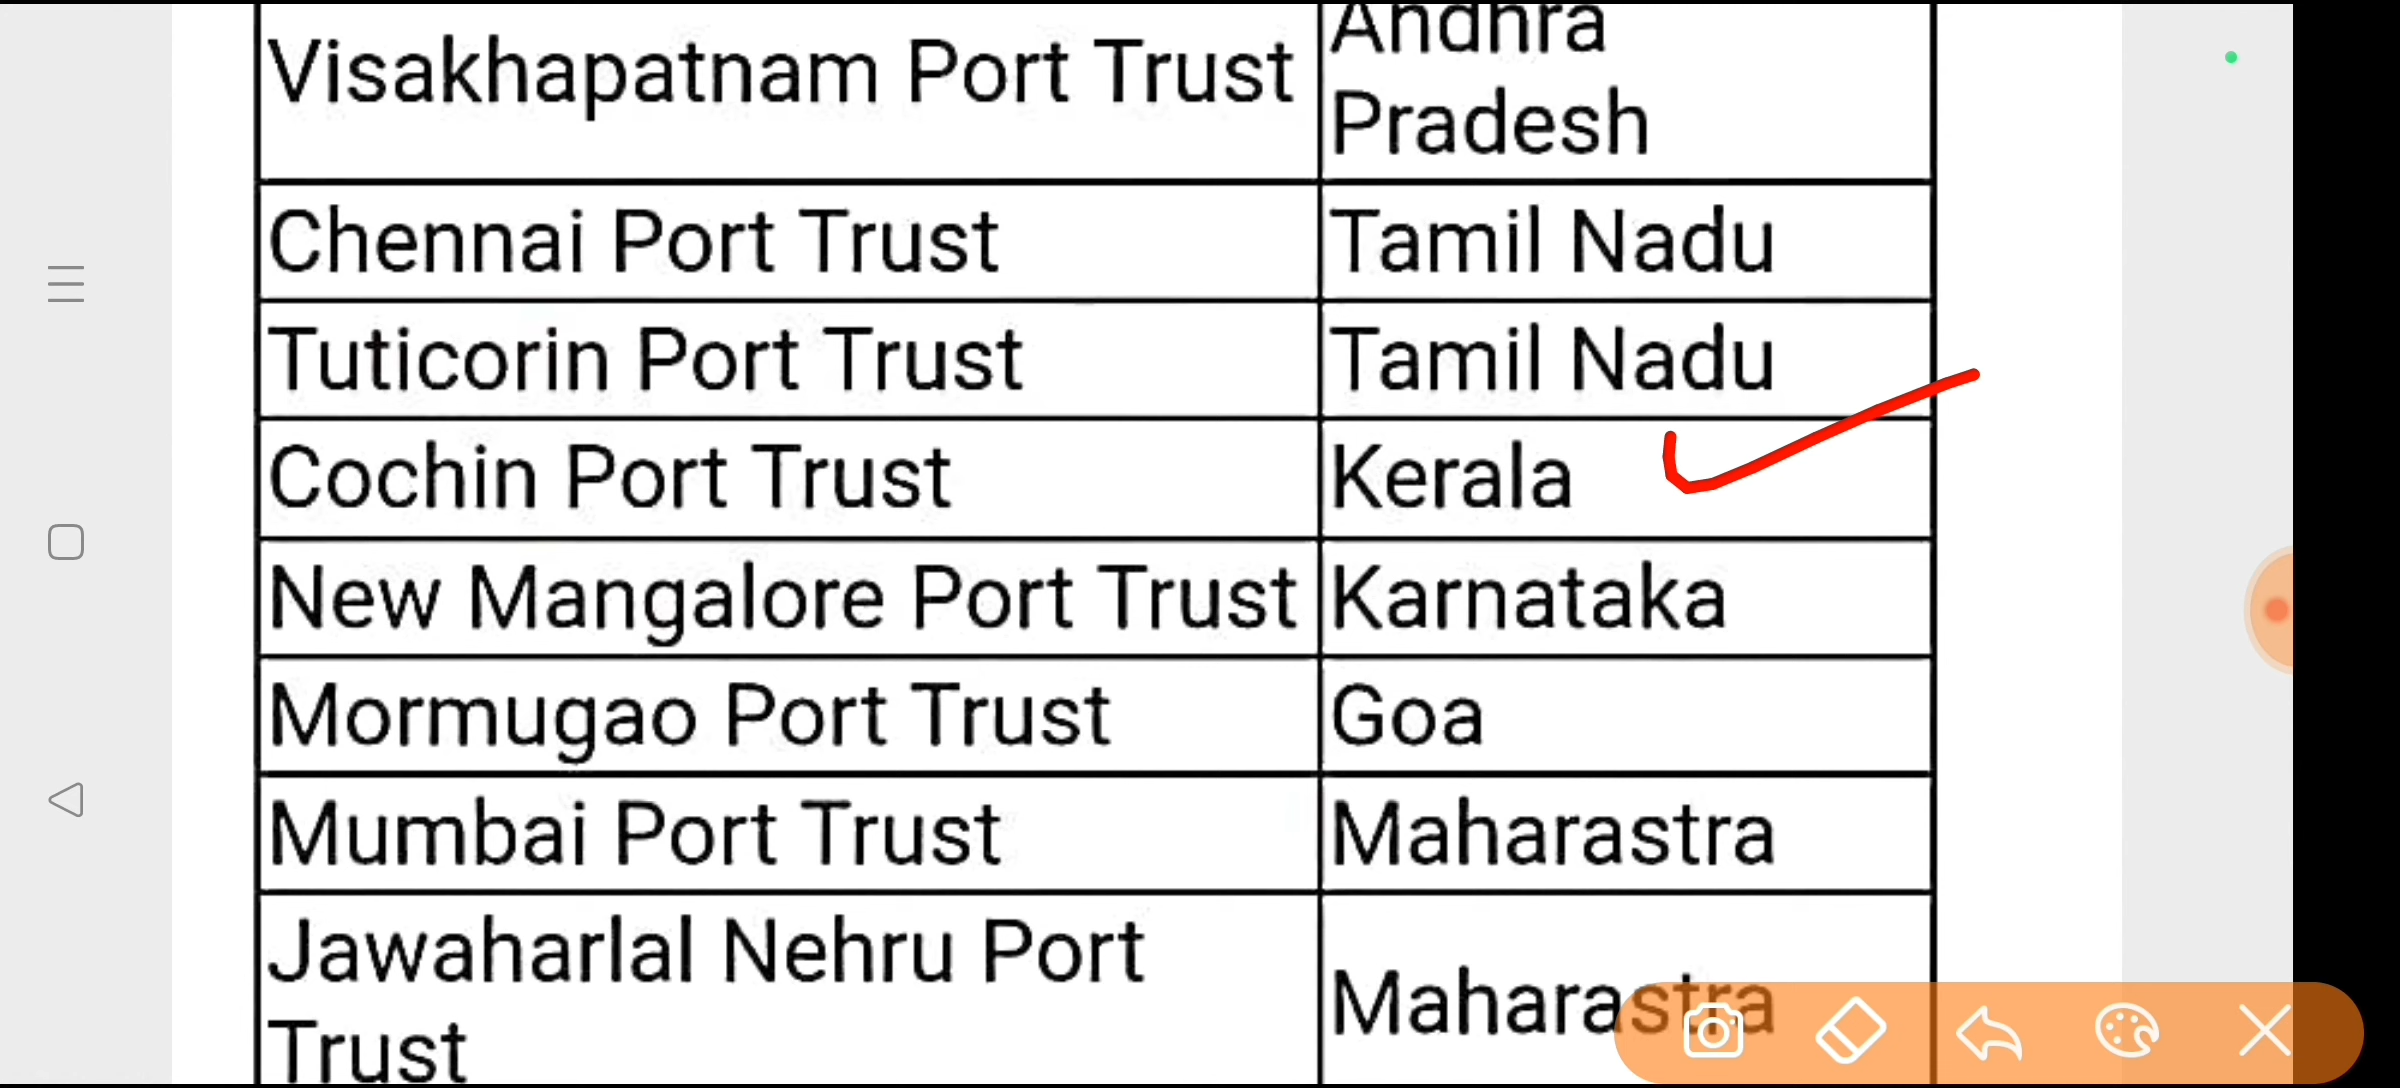 Andhra
Visakhapatnam Port Trust
Pradesh
Chennai Port Trust Tamil Nadu
Tuticorin Port Trust Tamil Nadu
Cochin Port Trust Kerala
New Mangalore Port Trust Karnataka
Mormugao Port Trust Goa
Mumbai Port Trust Maharastra
Jawaharlal Nehru Port
Maharastra
Trust